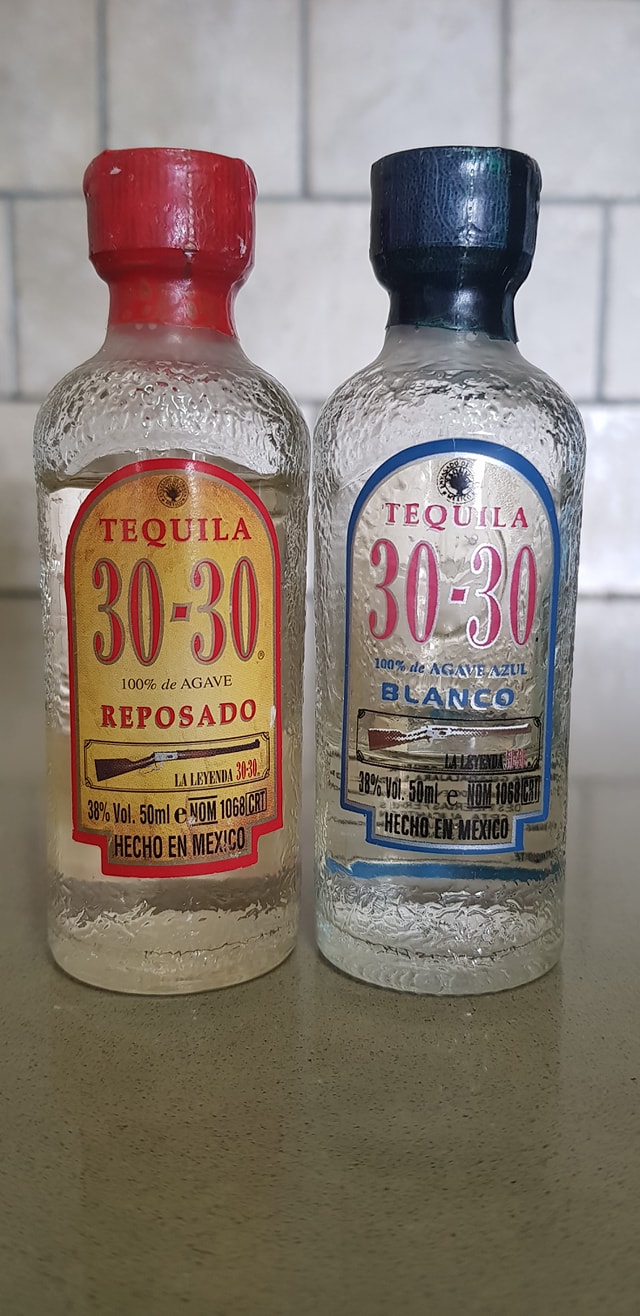 TEQUILA
30-30®
100% de AGAVE
REPOSADO
LA LEYENDA 30-30
38% Vol. 50ml e NOM 1068 CRT
HECHO EN MEXICO
TEQUILA
30-30
100% de AGAVE AZUL
BLANCO
LA LEYENDA 30-30
38% Vol. 50ml e NOM 1068 CRT
HECHO EN MEXICO